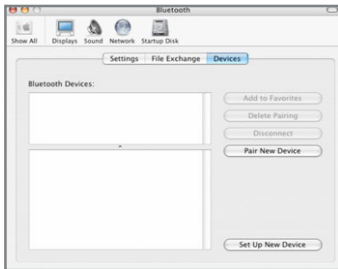 Bluetooth
Show All Displays Sound Network Startup Disk
Settings File Exchange Devices
Bluetooth Devices:
Add to Favorites
Delete Pairing
Disconnect
Pair New Device
Set Up New Device